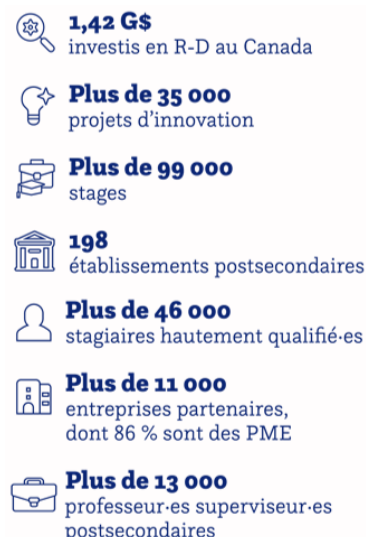 1,42 G$
investis en R-D au Canada
Plus de 35 000
projets d’innovation
Plus de 99 000
stages
198
établissements postsecondaires
Plus de 46 000
stagiaires hautement qualifié·es
Plus de 11 000
entreprises partenaires,
dont 86 % sont des PME
Plus de 13 000
professeur·es superviseur·es
postsecondaires